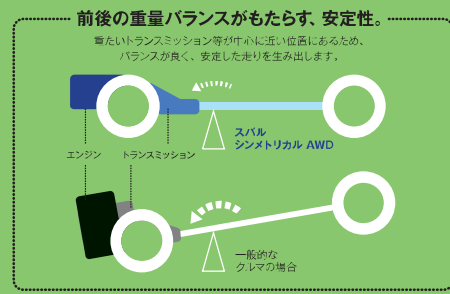 前後の重量バランスがもたらす、安定性。
重たいトランスミッション等が中心に近い位置にあるため、
バランスが良く、安定した走りを生み出します。
スバル
シンメトリカル AWD
エンジン
トランスミッション
一般的な
クルマの場合